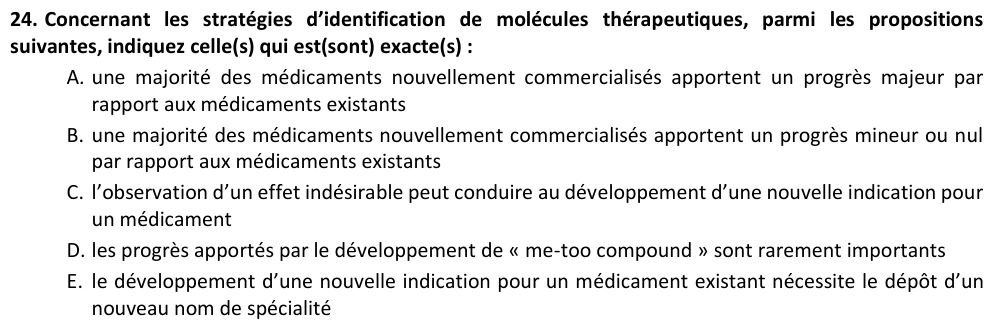 24. Concernant les stratégies d’identification de molécules thérapeutiques, parmi les propositions
suivantes, indiquez celle(s) qui est(sont) exacte(s) :
A. une majorité des médicaments nouvellement commercialisés apportent un progrès majeur par
rapport aux médicaments existants
B. une majorité des médicaments nouvellement commercialisés apportent un progrès mineur ou nul
par rapport aux médicaments existants
C. l’observation d’un effet indésirable peut conduire au développement d’une nouvelle indication pour
un médicament
D. les progrès apportés par le développement de « me-too compound » sont rarement importants
E. le développement d’une nouvelle indication pour un médicament existant nécessite le dépôt d’un
nouveau nom de spécialité